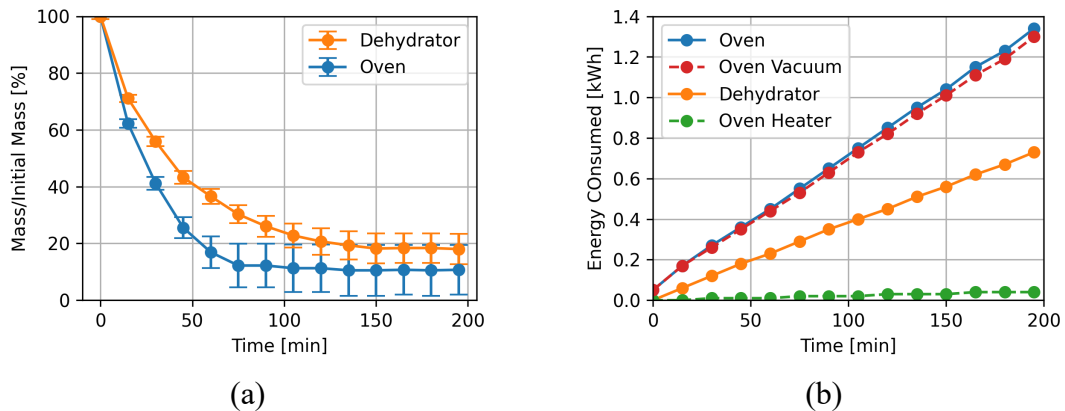 100
80
60
40
20
0
Mass/Initial Mass [%]
Dehydrator
Oven
0
50
100
150
200
Time [min]
(a)
1.4
1.2
1.0
0.8
0.6
0.4
0.2
0.0
Energy COnsumed [kWh]
Oven
Oven Vacuum
Dehydrator
Oven Heater
0
50
100
150
200
Time [min]
(b)